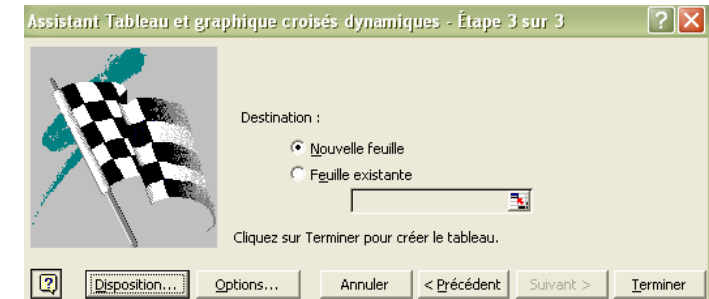 Assistant Tableau et graphique croisés dynamiques - Étape 3 sur 3
Destination :
Nouvelle feuille
Feuille existante
Cliquez sur Terminer pour créer le tableau.
Disposition... Options... Annuler < Précédent Suivant > Terminer